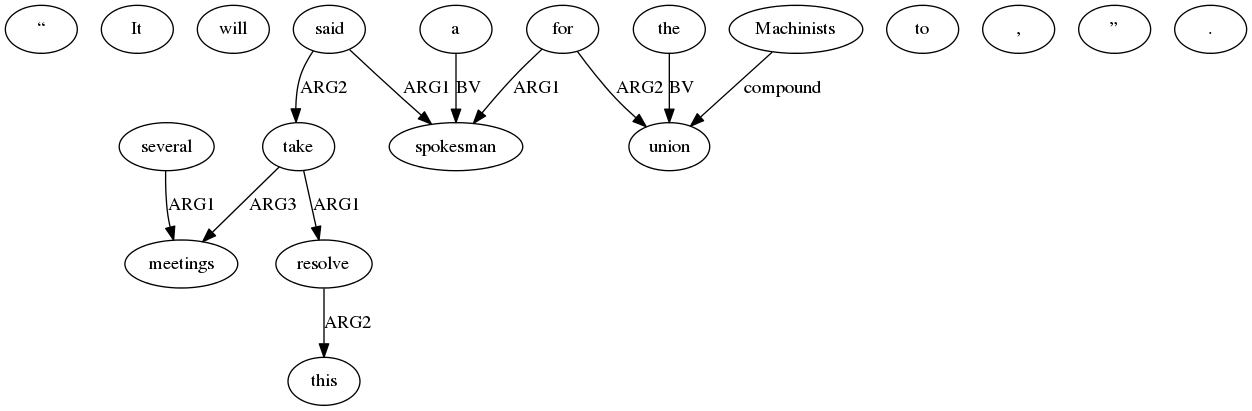 “ It will said a for the Machinists to , ” .
ARG2 ARG1 BV ARG1 ARG2 BV compound
several take spokesman union
ARG1 ARG3 ARG1
meetings resolve
ARG2
this